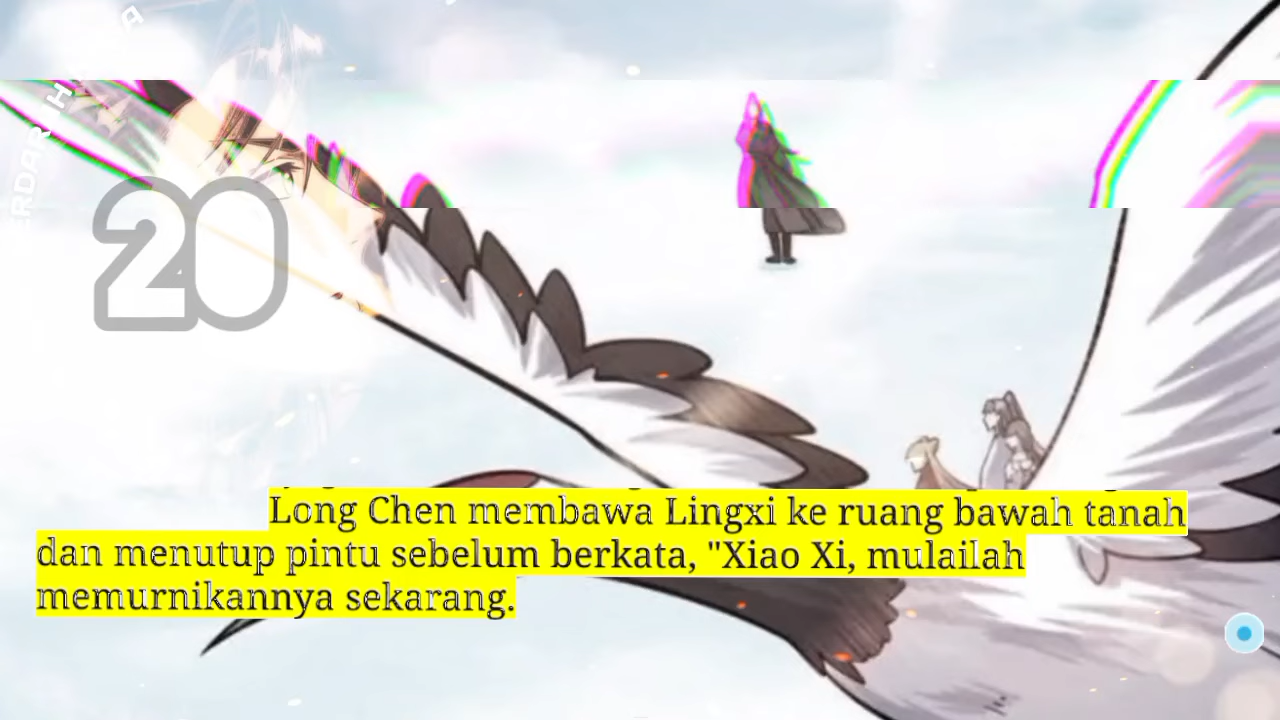 20
Long Chen membawa Lingxi ke ruang bawah tanah
dan menutup pintu sebelum berkata, "Xiao Xi, mulailah
memurnikannya sekarang.